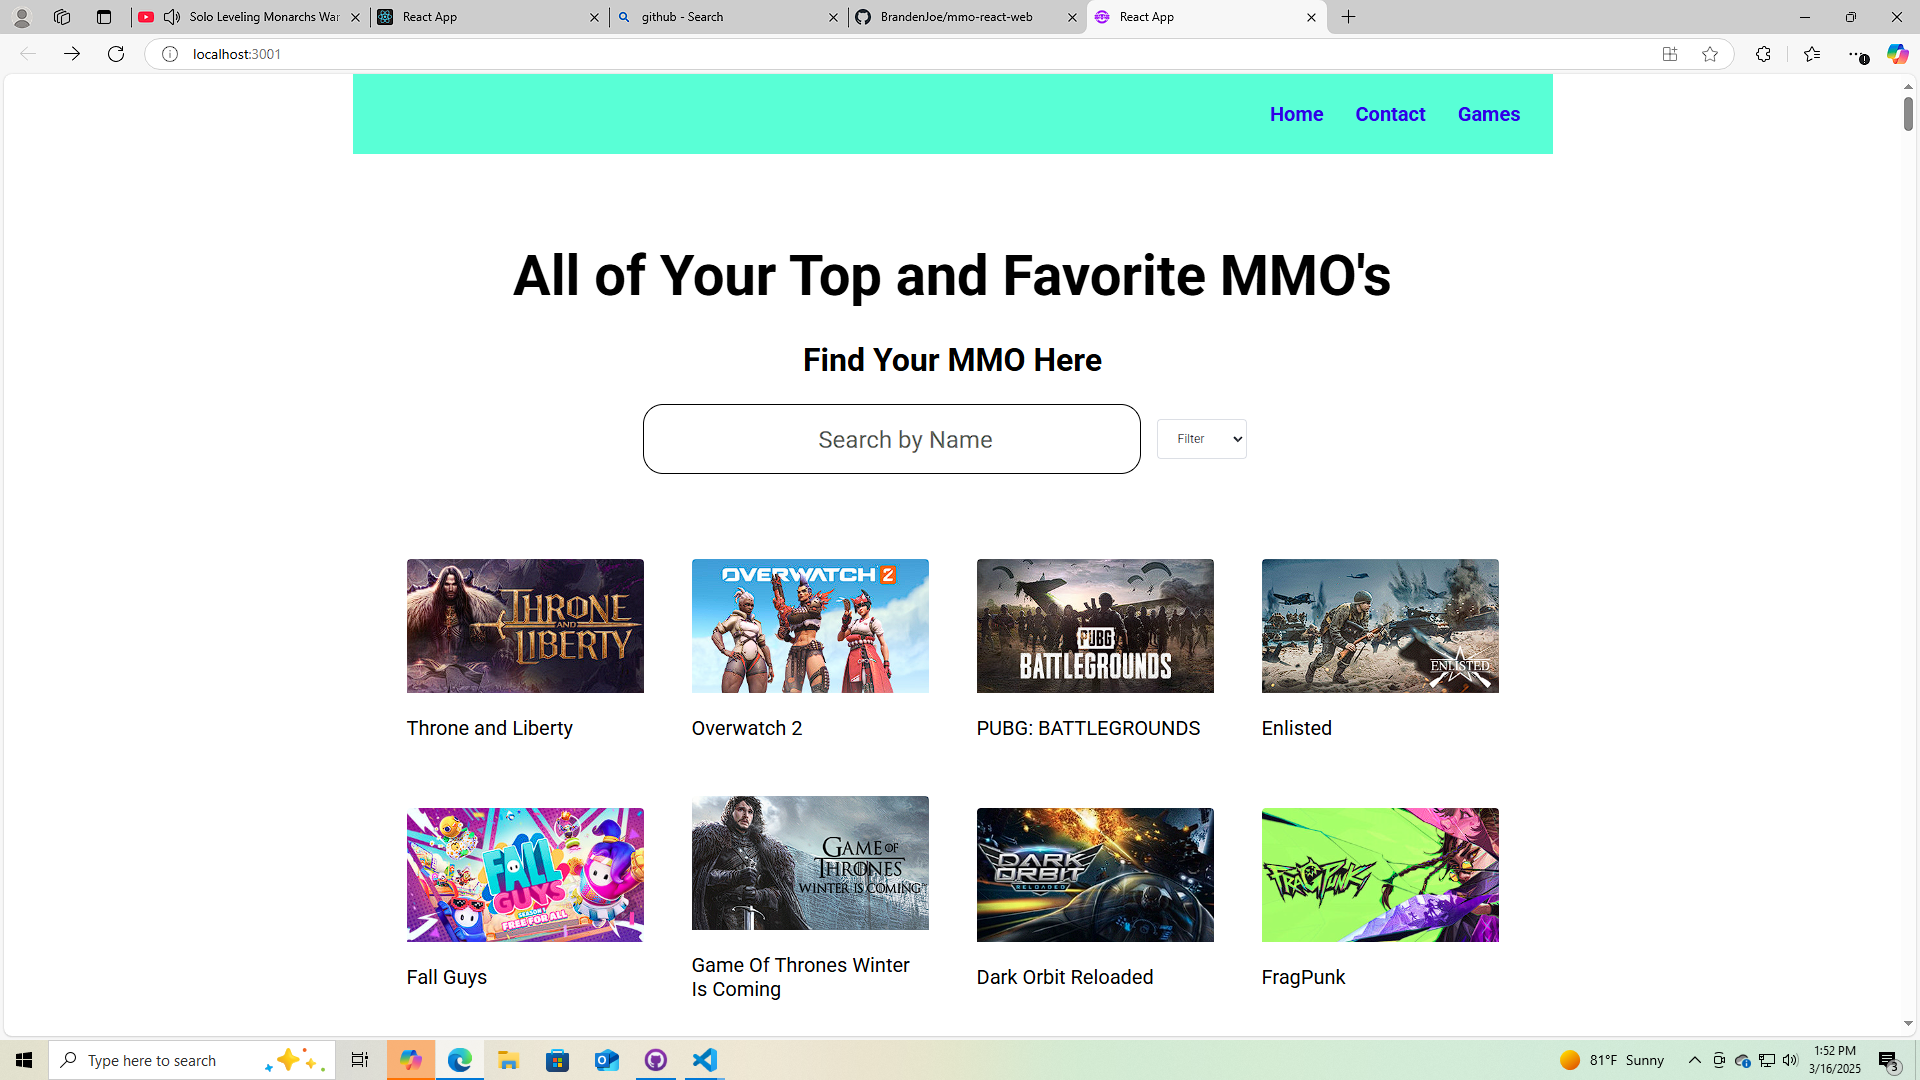 Solo Leveling Monarchs War
React App
github - Search
BrandenJoe/mmo-react-web
React App
localhost:3001
Home
Contact
Games
All of Your Top and Favorite MMO's
Find Your MMO Here
Search by Name
Filter
THRONE
AND
LIBERTY
OVERWATCH 2
PUBG
BATTLEGROUNDS
ENLISTED
Throne and Liberty
Overwatch 2
PUBG: BATTLEGROUNDS
Enlisted
FALL
GUYS
SEASON 1
FREE FOR ALL
GAME OF
THRONES
WINTER IS COMING
DARK
ORBIT
RELOADED
FRAGPUNK
Fall Guys
Game Of Thrones Winter
Is Coming
Dark Orbit Reloaded
FragPunk
Type here to search
81°F Sunny
1:52 PM
3/16/2025
3